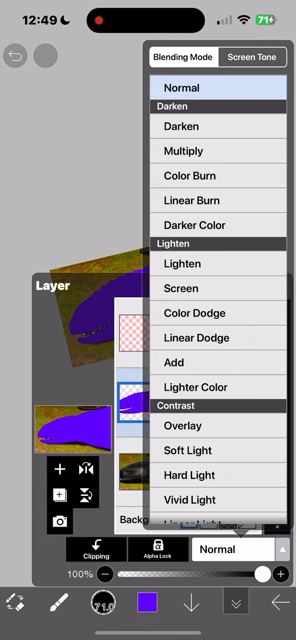 12:49
71
Blending Mode
Screen Tone
Normal
Darken
Darken
Multiply
Color Burn
Linear Burn
Darker Color
Lighten
Lighten
Screen
Color Dodge
Linear Dodge
Add
Lighter Color
Contrast
Overlay
Soft Light
Hard Light
Vivid Light
Layer
Backg
Clipping
Alpha Lock
Normal
100%
71.0